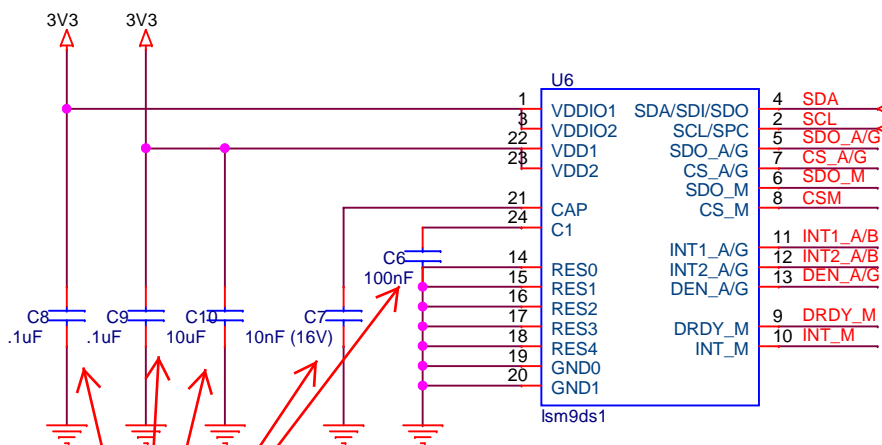 3V3 3V3
U6
1 VDDIO1 SDA/SDI/SDO 4 SDA
3 VDDIO2 SCL/SPC 2 SCL
22 VDD1 SDO_A/G 5 SDO_A/G
23 VDD2 CS_A/G 7 CS_A/G
SDO_M 6 SDO_M
21 CAP CS_M 8 CSM
24 C1
C6
100nF
INT1_A/G 11 INT1_A/B
14 RES0 INT2_A/G 12 INT2_A/B
15 RES1 DEN_A/G 13 DEN_A/G
16 RES2
17 RES3 DRDY_M 9 DRDY_M
18 RES4 INT_M 10 INT_M
19 GND0
20 GND1
C8 C9 C10 C7
.1uF .1uF 10uF 10nF (16V)
lsm9ds1